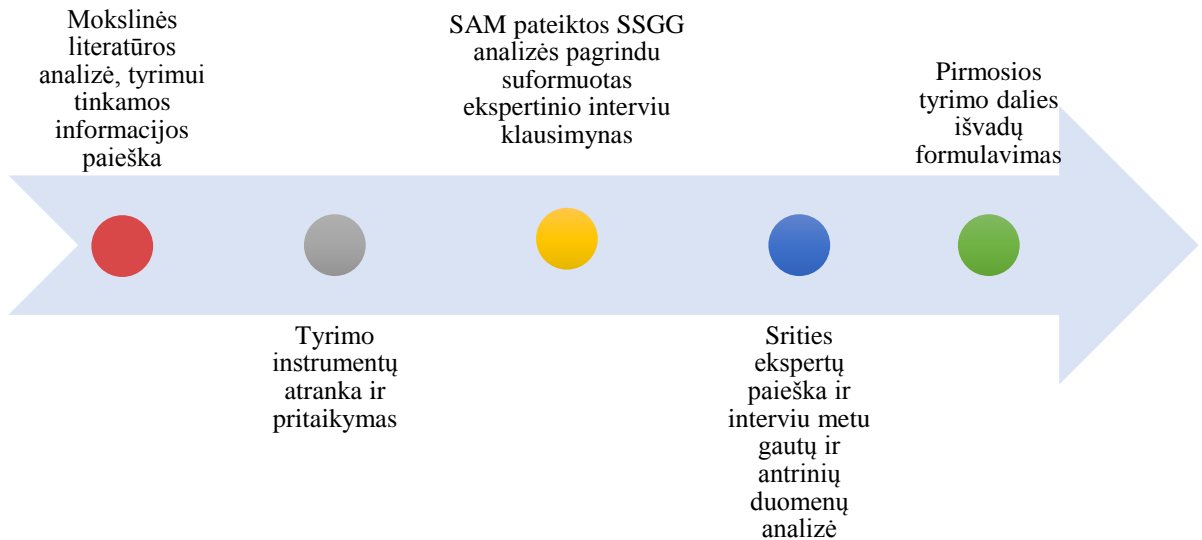 Mokslinės
literatūros
analizė, tyrimui
tinkamos
informacijos
paieška
Tyrimo
instrumentų
atranka ir
pritaikymas
SAM pateiktos SSGG
analizės pagrindu
suformuotas
ekspertinio interviu
klausimynas
Srities
ekspertų
paieška ir
interviu metu
gautų ir
antrinių
duomenų
analizė
Pirmosios
tyrimo dalies
išvadų
formulavimas